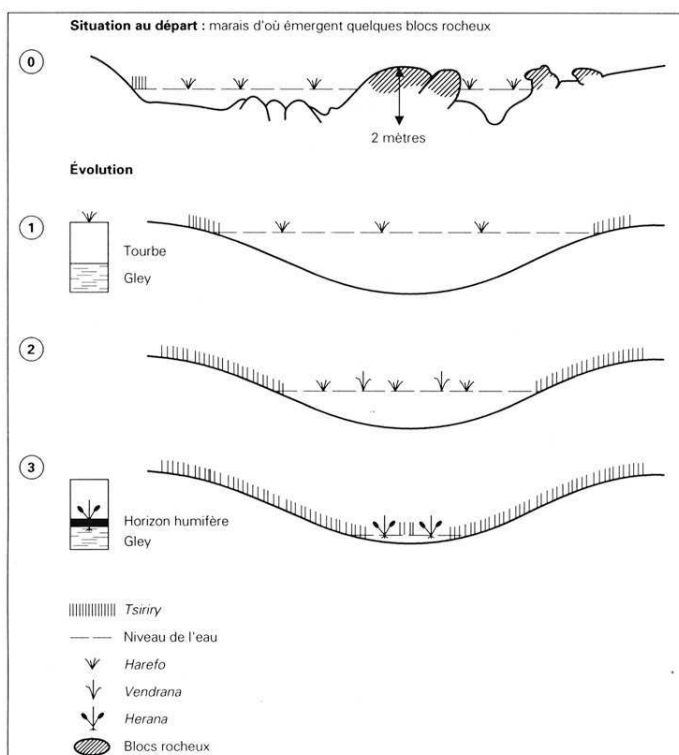 Situation au départ : marais d'où émergent quelques blocs rocheux
0
2 mètres
Évolution
1
Tourbe
Gley
2
3
Horizon humifère
Gley
Tsiriry
Niveau de l'eau
Harefo
Vendrana
Herana
Blocs rocheux